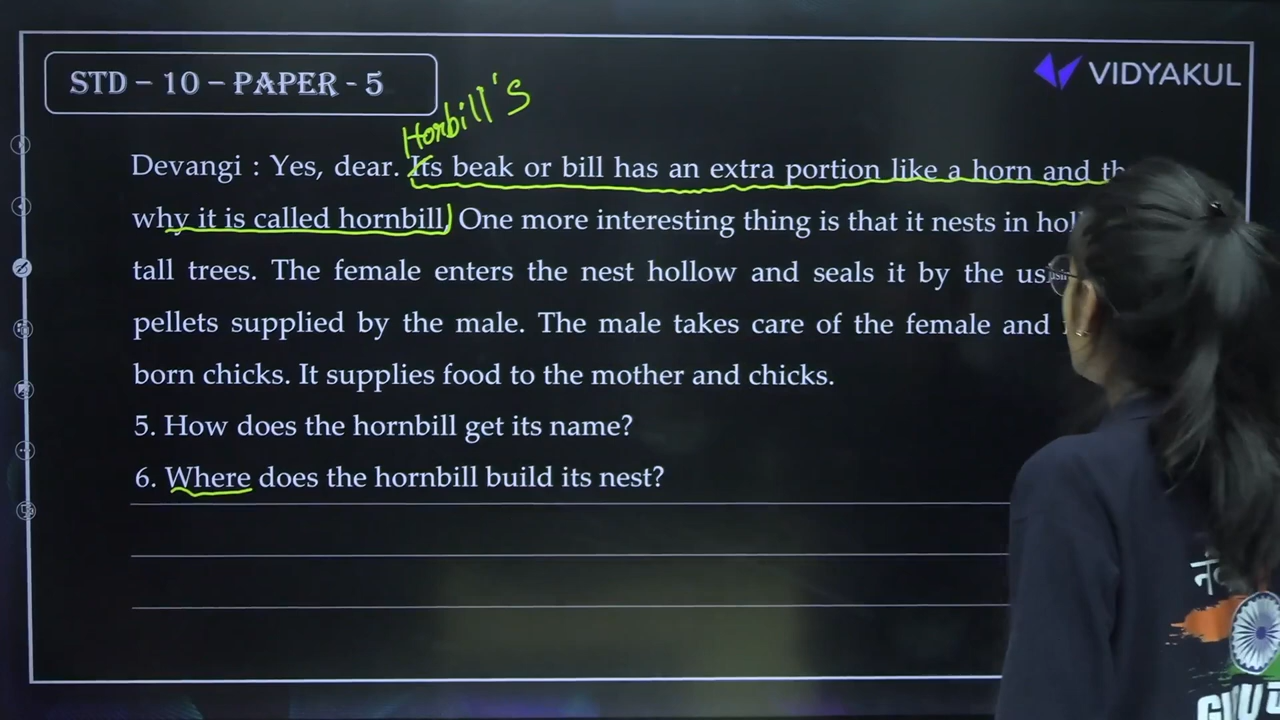 STD – 10 – PAPER - 5
VIDYAKUL
Horbill's
Devangi : Yes, dear. Its beak or bill has an extra portion like a horn and
why it is called hornbill. One more interesting thing is that it nests in
tall trees. The female enters the nest hollow and seals it by the
pellets supplied by the male. The male takes care of the female and
born chicks. It supplies food to the mother and chicks.
5. How does the hornbill get its name?
6. Where does the hornbill build its nest?